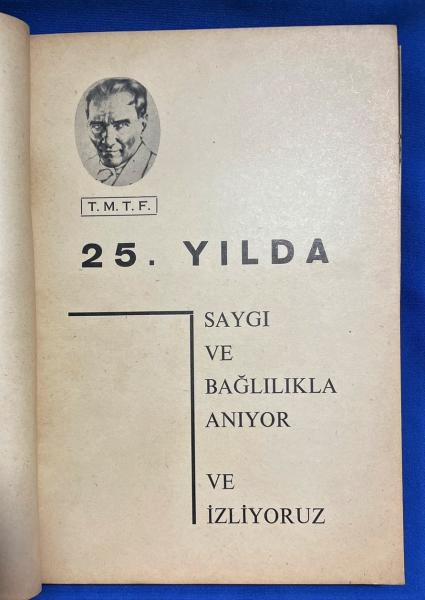 T. M. T. F.
25. YILDA
SAYGI
VE
BAĞLILIKLA
ANIYOR
VE
İZLİYORUZ